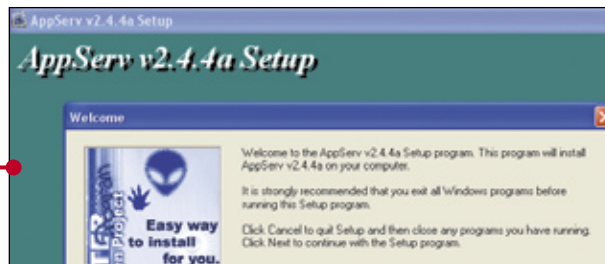 AppServ v2.4.4a Setup
AppServ v2.4.4a Setup
Welcome
Welcome to the AppServ v2.4.4a Setup program. This program will install
AppServ v2.4.4a on your computer.
It is strongly recommended that you exit all Windows programs before
running this Setup program.
Click Cancel to quit Setup and then close any programs you have running.
Click Next to continue with the Setup program.
Easy way
to install
for you.